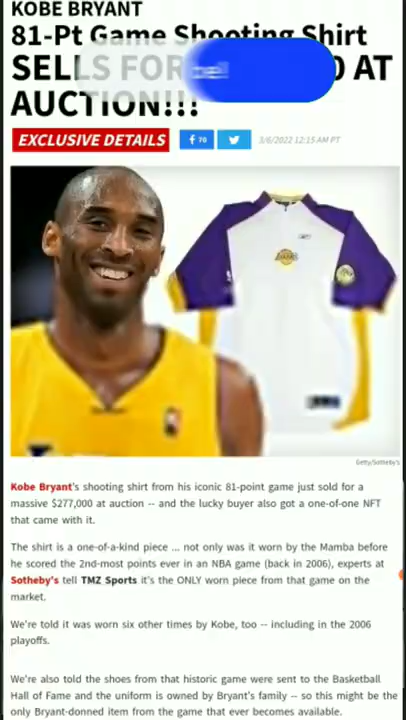 KOBE BRYANT
81-Pt Game Shooting Shirt
SELLS FOR 0 AT
AUCTION!!!
EXCLUSIVE DETAILS
f 70
3/6/2022 12:15 AM PT
Getty/Sotheby's
Kobe Bryant's shooting shirt from his iconic 81-point game just sold for a
massive $277,000 at auction -- and the lucky buyer also got a one-of-one NFT
that came with it.
The shirt is a one-of-a-kind piece ... not only was it worn by the Mamba before
he scored the 2nd-most points ever in an NBA game (back in 2006), experts at
Sotheby's tell TMZ Sports it's the ONLY worn piece from that game on the
market.
We're told it was worn six other times by Kobe, too -- including in the 2006
playoffs.
We're also told the shoes from that historic game were sent to the Basketball
Hall of Fame and the uniform is owned by Bryant's family -- so this might be the
only Bryant-donned item from the game that ever becomes available.